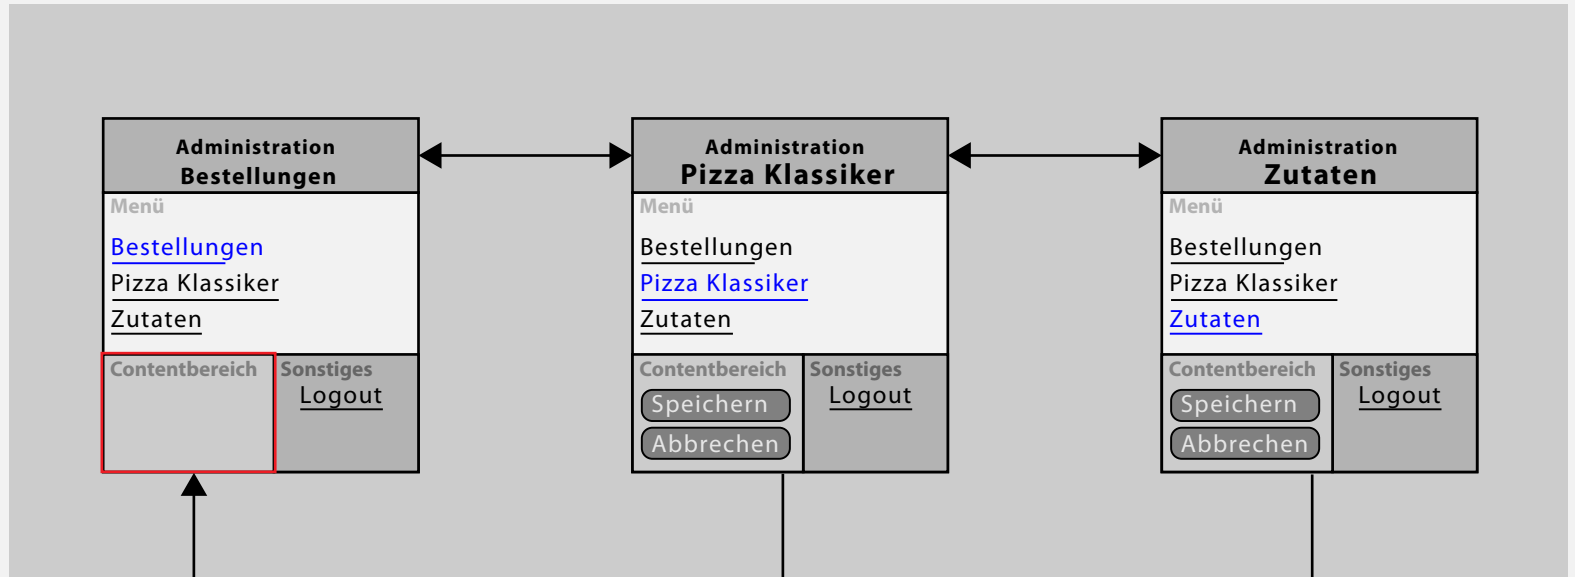 Administration
Bestellungen
Menü
Bestellungen
Pizza Klassiker
Zutaten
Contentbereich
Sonstiges
Logout
Administration
Pizza Klassiker
Menü
Bestellungen
Pizza Klassiker
Zutaten
Contentbereich
Speichern
Abbrechen
Sonstiges
Logout
Administration
Zutaten
Menü
Bestellungen
Pizza Klassiker
Zutaten
Contentbereich
Speichern
Abbrechen
Sonstiges
Logout